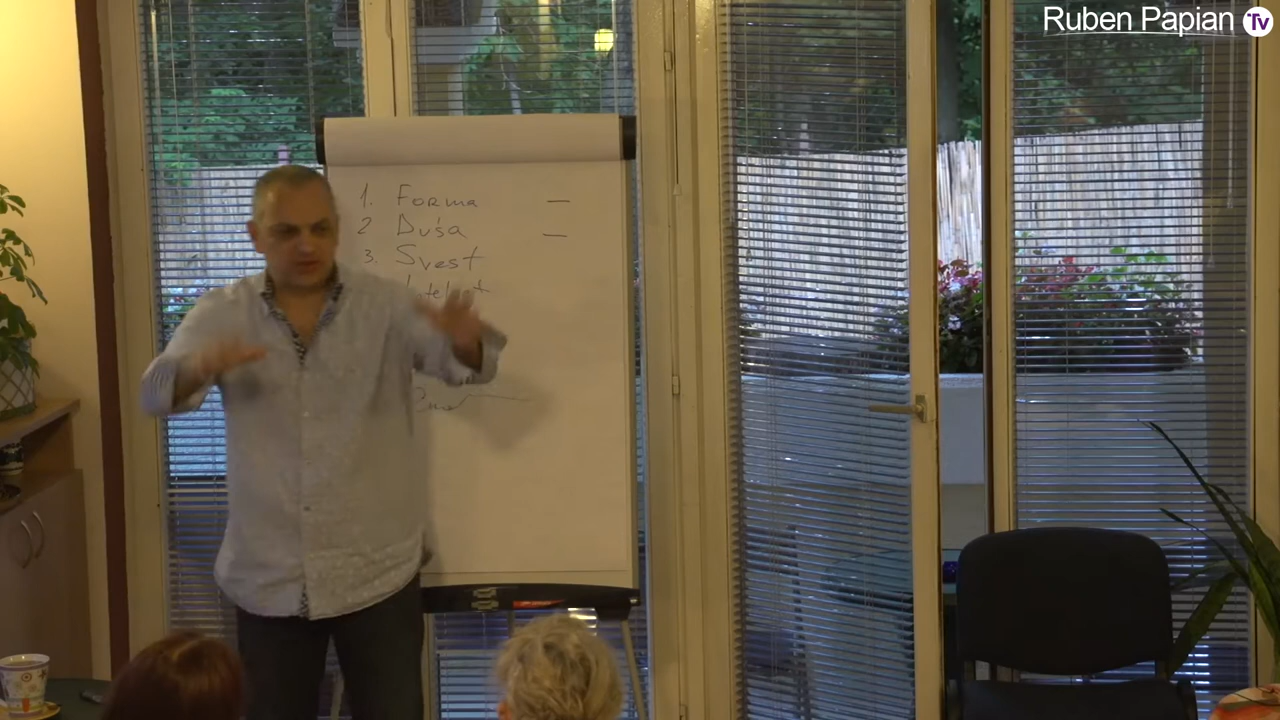 Ruben Papian Tv
1. Forma —
2 Duša —
3. Svest